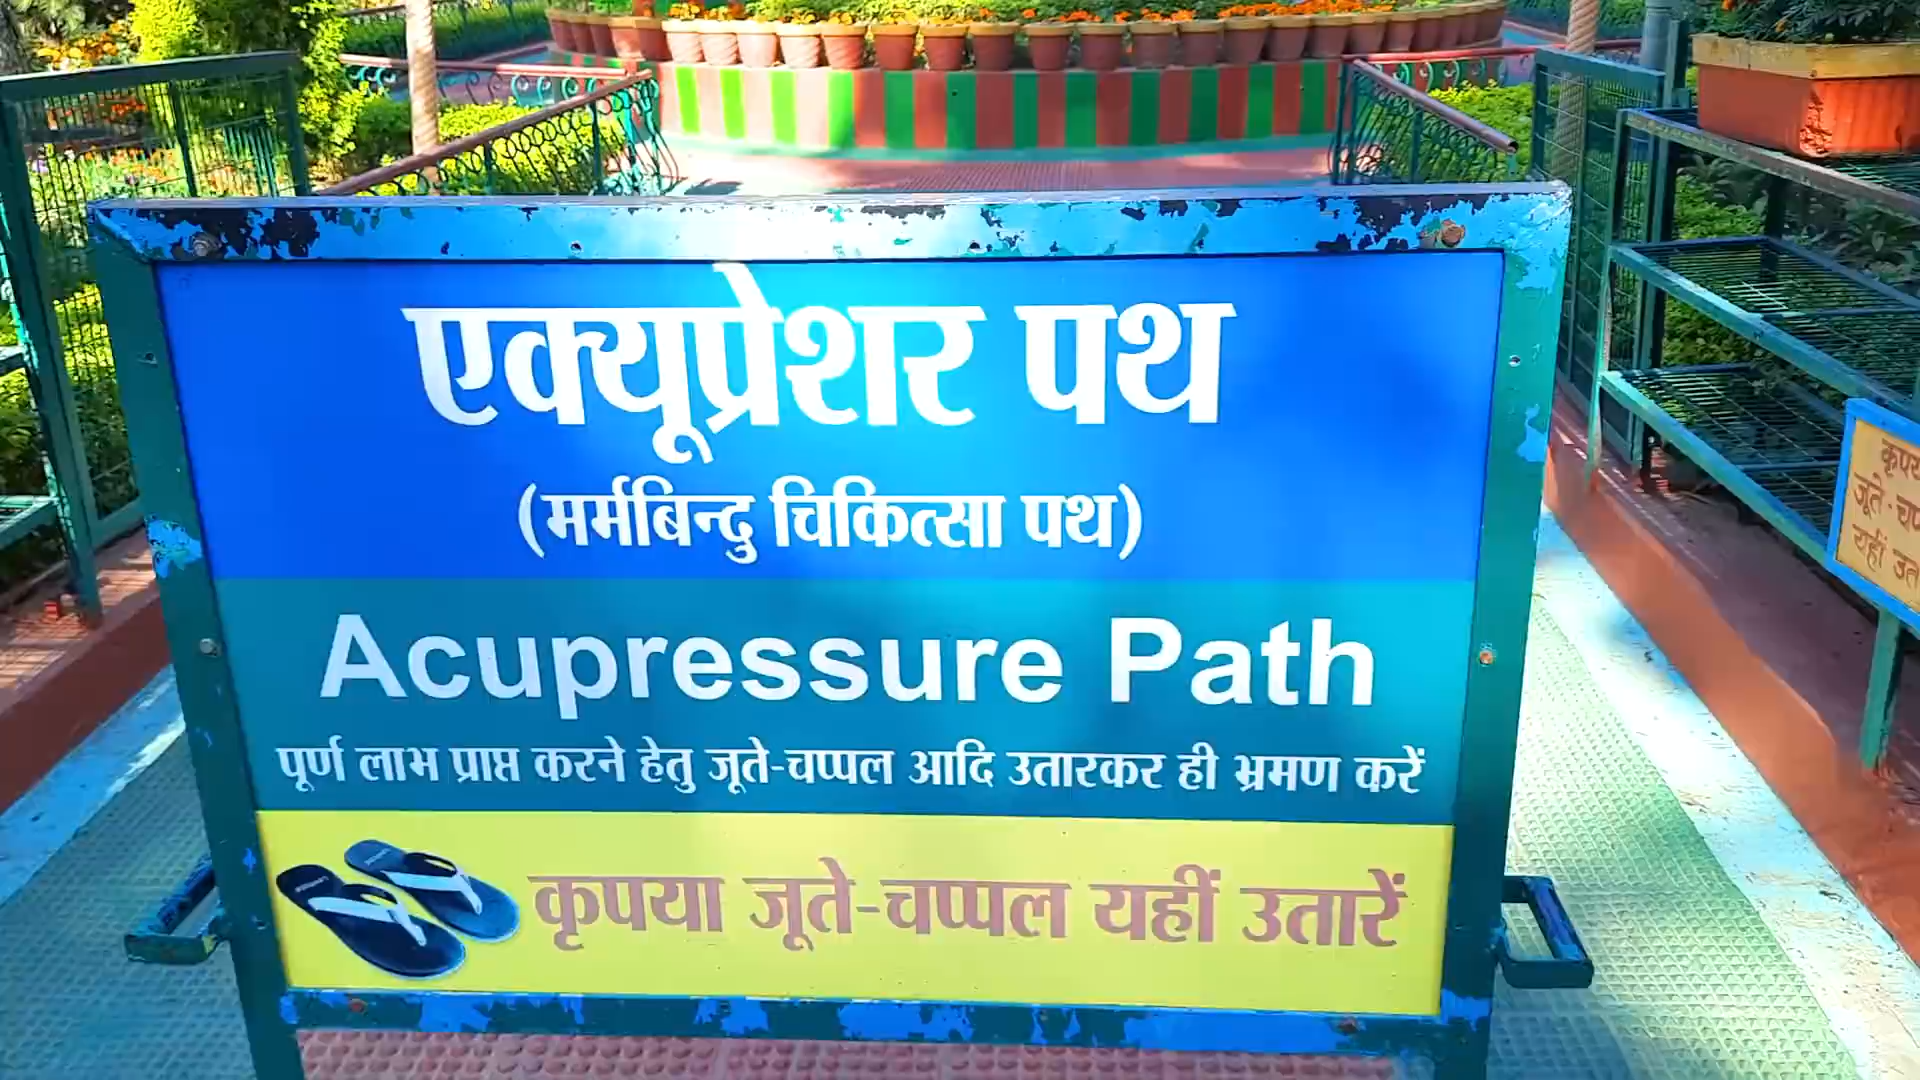 एक्यूप्रेशर पथ
(मर्मबिन्दु चिकित्सा पथ)
Acupressure Path
पूर्ण लाभ प्राप्त करने हेतु जूते-चप्पल आदि उतारकर ही भ्रमण करें
कृपया जूते-चप्पल यहीं उतारें
जूते
यहीं